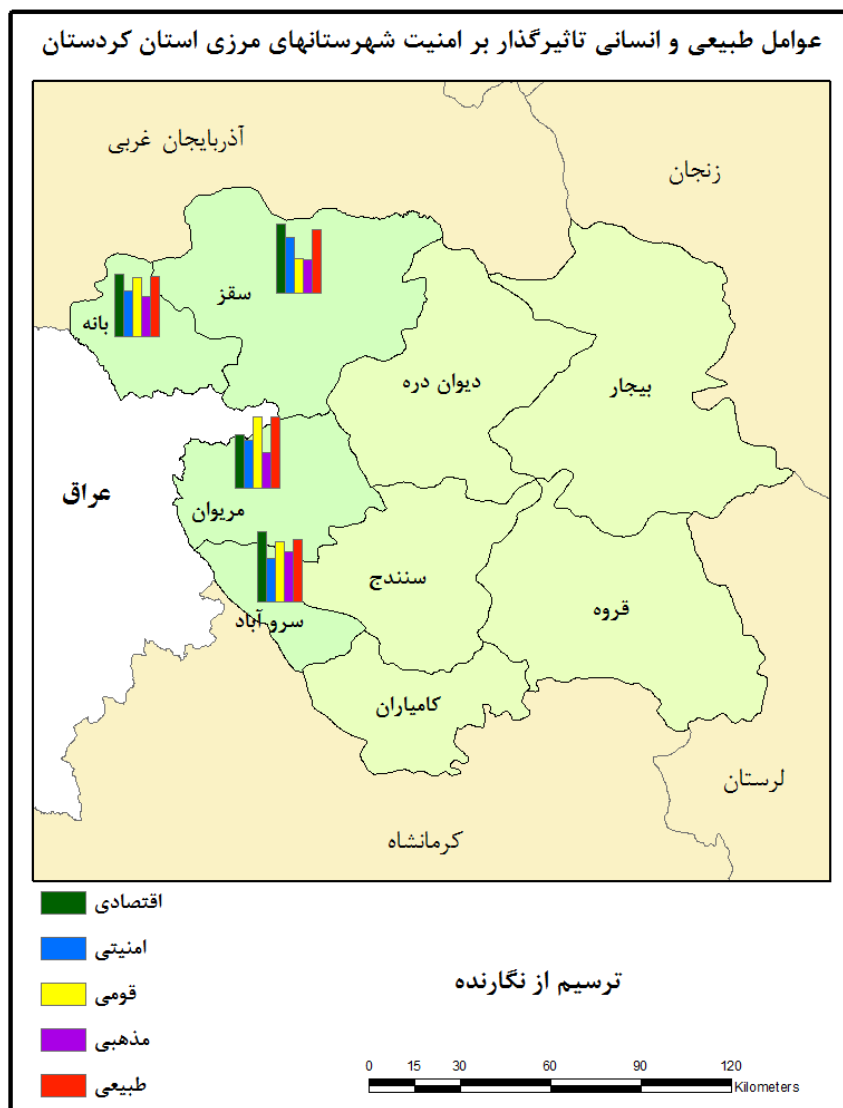 عوامل طبیعی و انسانی تاثیرگذار بر امنیت شهرستانهای مرزی استان کردستان
آذربایجان غربی
زنجان
سقز
بانه
دیوان دره
بیجار
عراق
مریوان
سنندج
قروه
سرو آباد
کامیاران
لرستان
کرمانشاه
اقتصادی
امنیتی
قومی
مذهبی
طبیعی
ترسیم از نگارنده
0 15 30 60 90 120
Kilometers